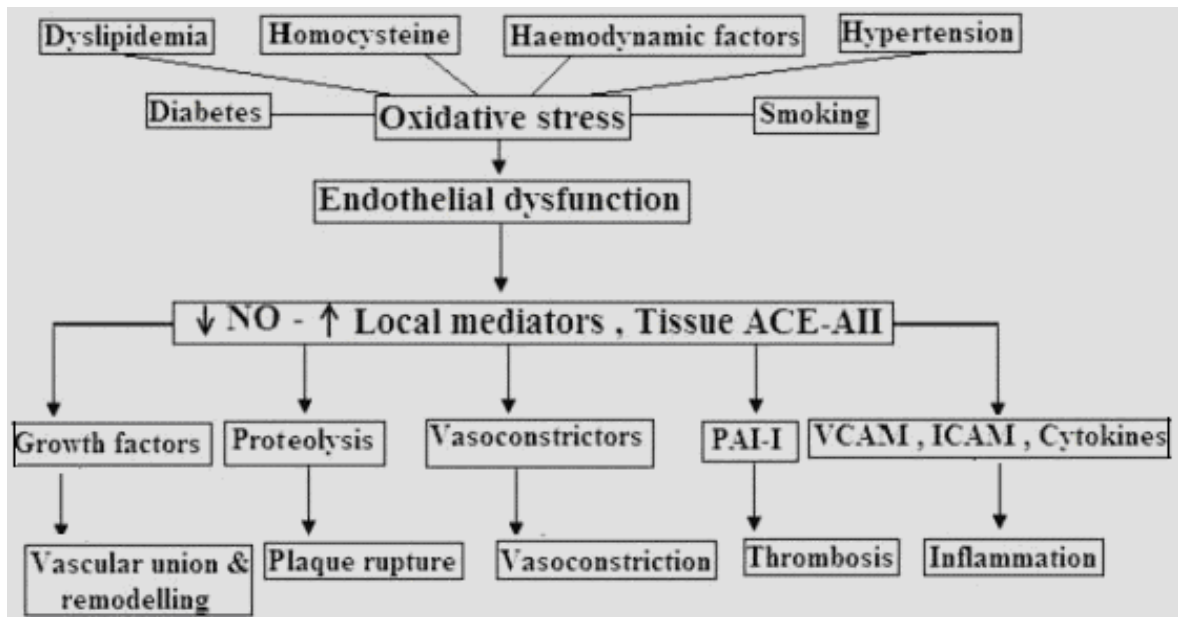 Dyslipidemia
Homocysteine
Haemodynamic factors
Hypertension
Diabetes
Oxidative stress
Smoking
Endothelial dysfunction
↓ NO - ↑ Local mediators , Tissue ACE-AII
Growth factors
Proteolysis
Vasoconstrictors
PAI-I
VCAM , ICAM , Cytokines
Vascular union &
remodelling
Plaque rupture
Vasoconstriction
Thrombosis
Inflammation